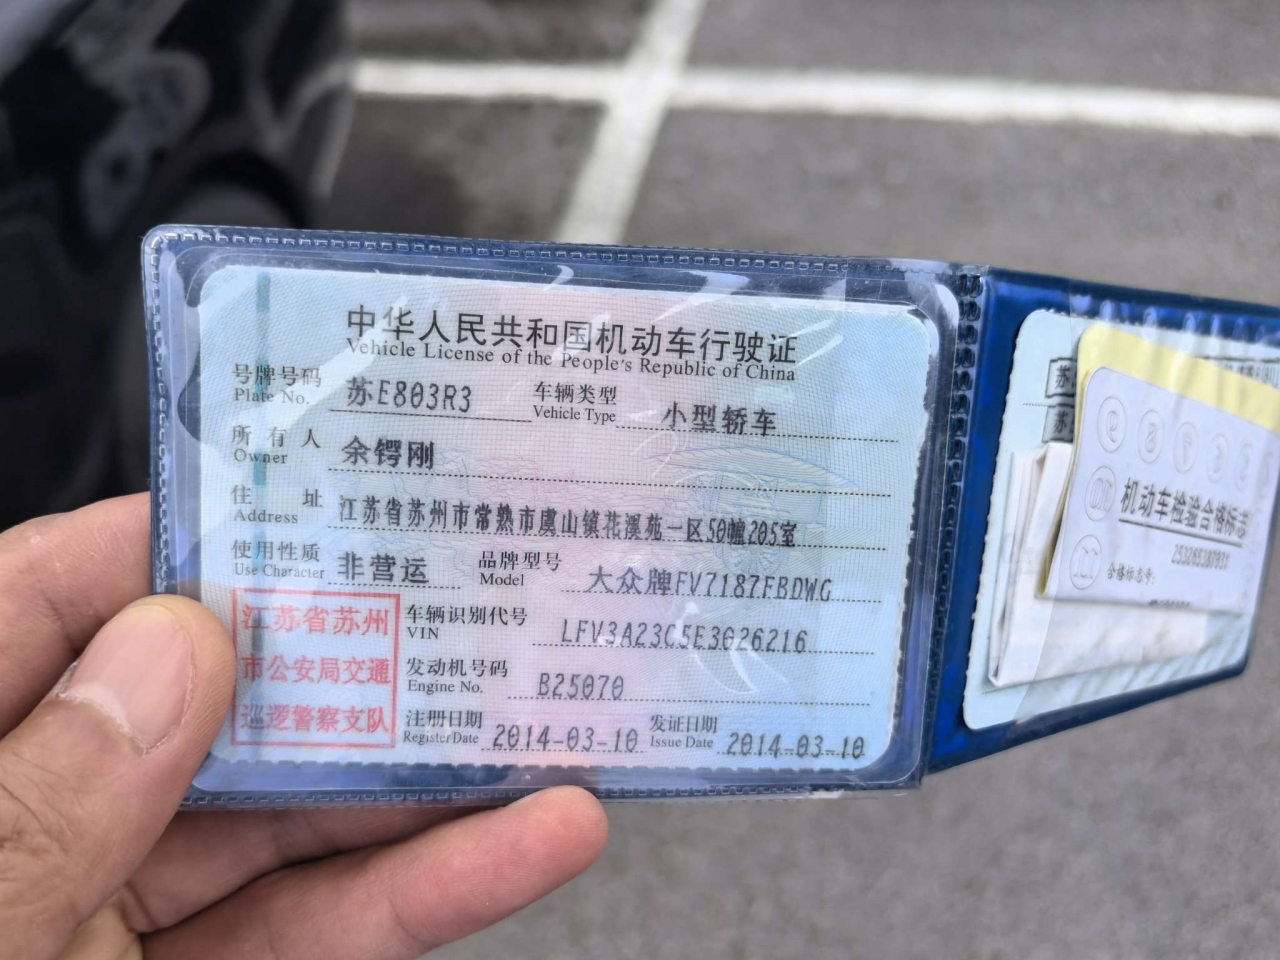 中华人民共和国机动车行驶证
Vehicle License of the People's Republic of China
号牌号码 苏E803R3 车辆类型 小型轿车
Plate No. Vehicle Type
所有人 余锷刚
Owner
住址 江苏省苏州市常熟市虞山镇花溪苑一区50幢205室
Address
使用性质 非营运 品牌型号 大众牌FV7187FBDWG
Use Character Model
江苏省苏州
市公安局交通
巡逻警察支队
车辆识别代号 LFV3A23C5E3026216
VIN
发动机号码 B25070
Engine No.
注册日期 2014-03-10 发证日期 2014-03-10
Register Date Issue Date
苏
苏
机动车检验合格标志
合格标志号: